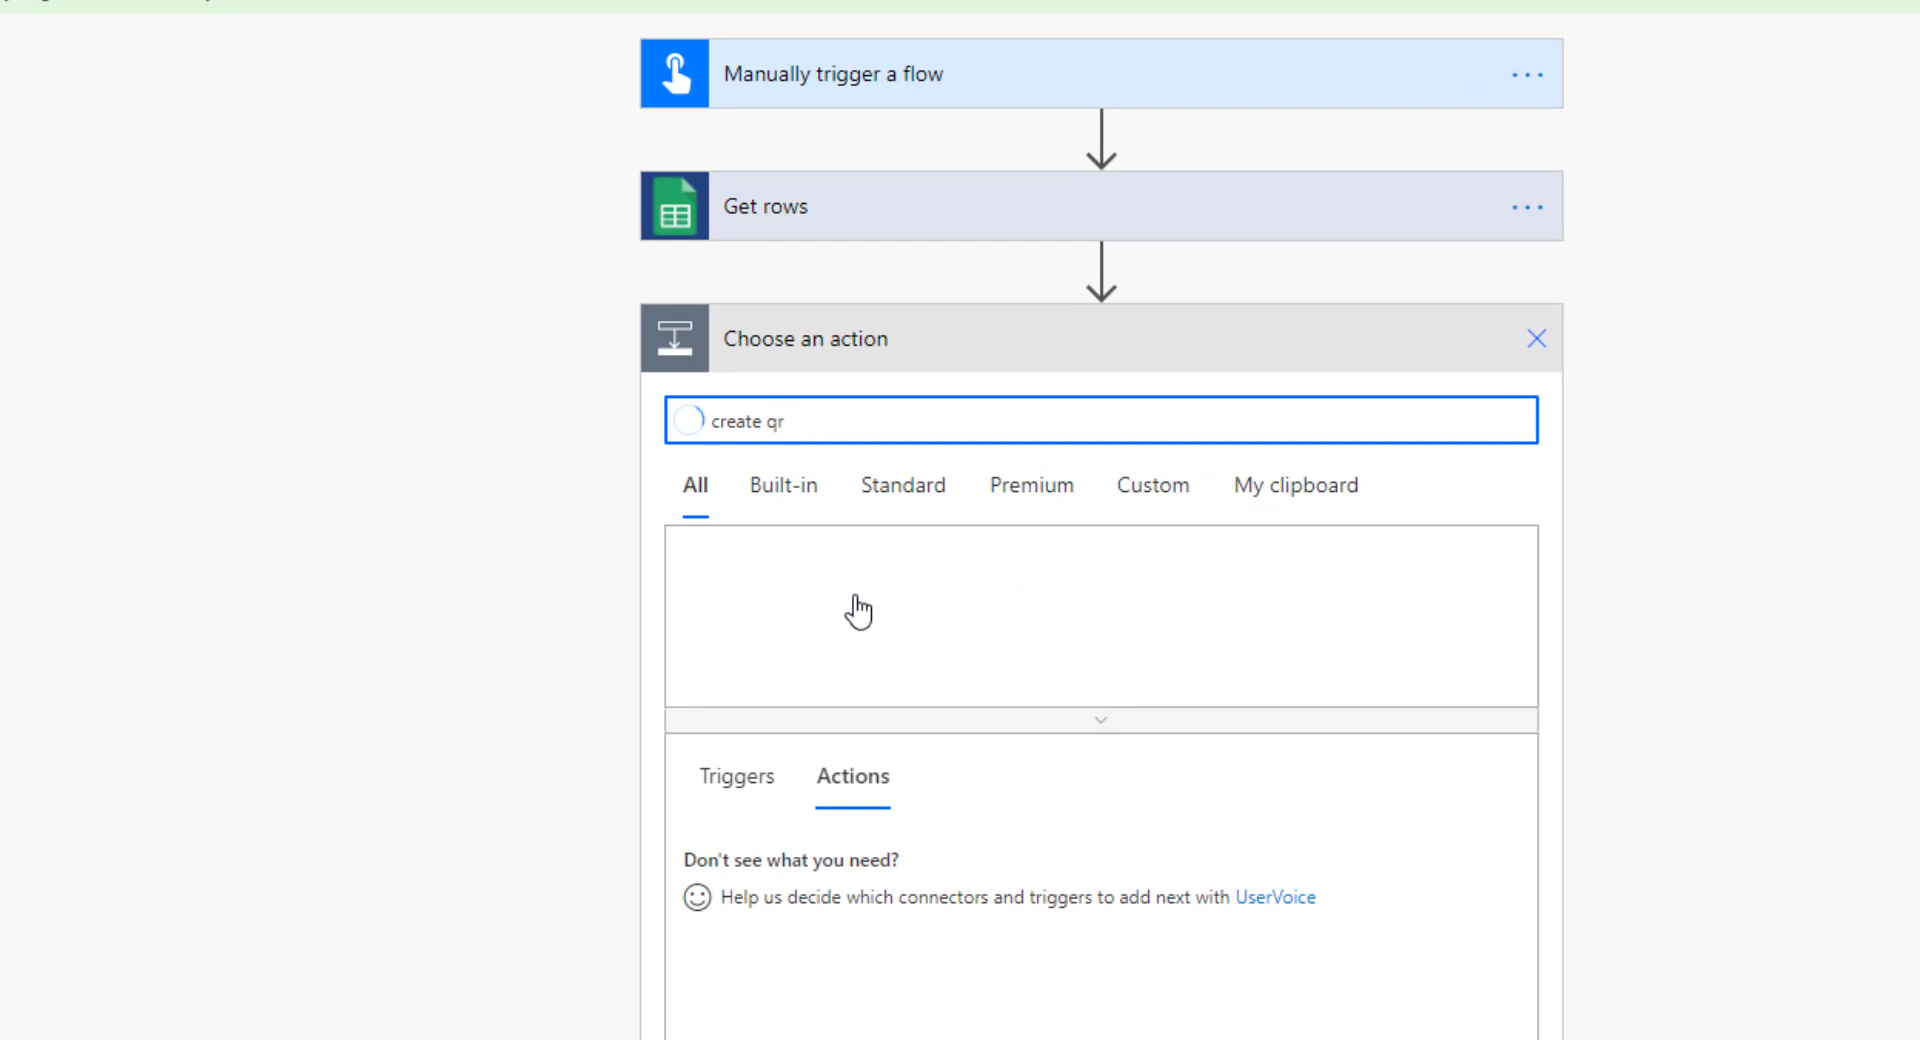 Manually trigger a flow
Get rows
Choose an action
create qr
All Built-in Standard Premium Custom My clipboard
Triggers Actions
Don't see what you need?
Help us decide which connectors and triggers to add next with UserVoice